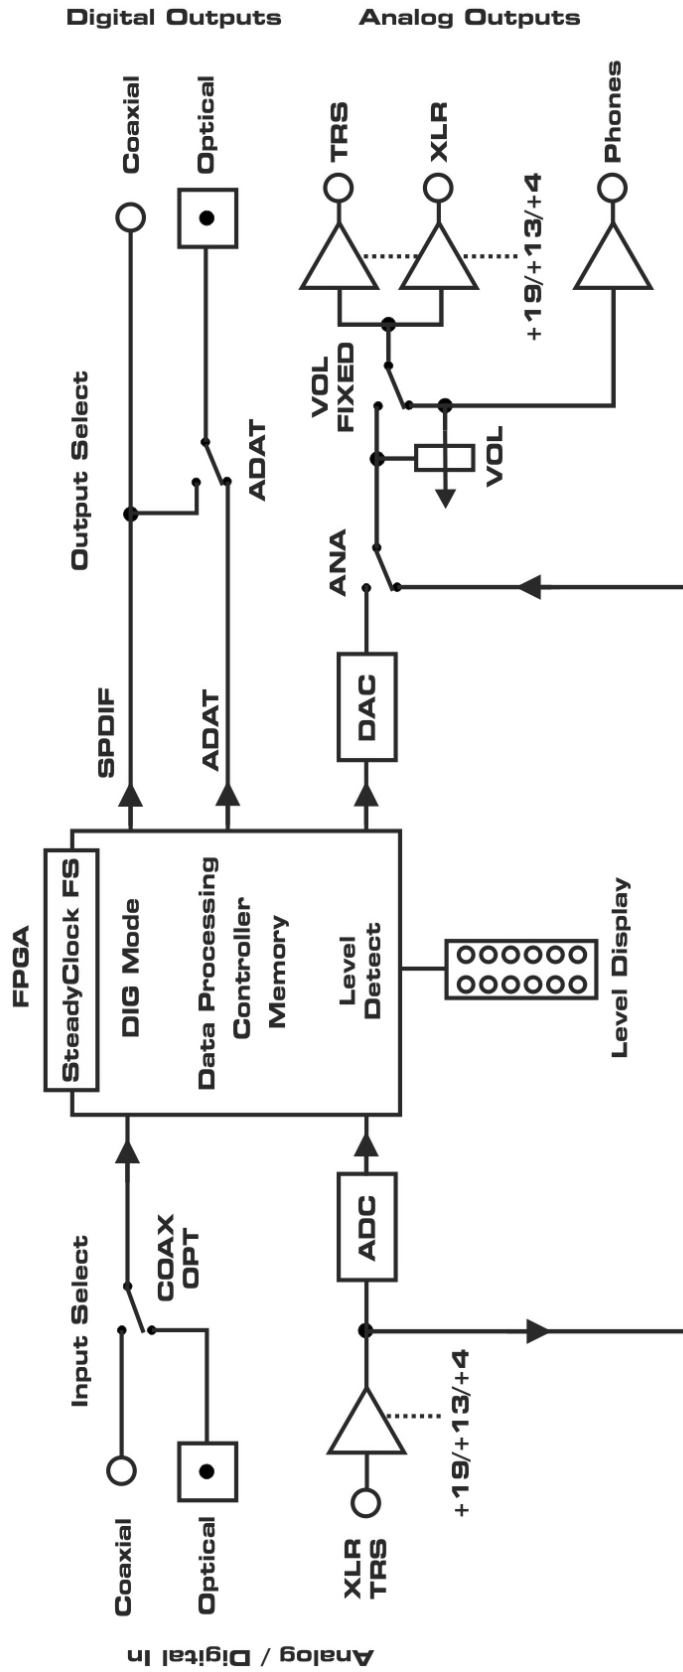 Digital Outputs
Analog Outputs
Coaxial
Optical
TRS
XLR
Phones
+19/+13/+4
Output Select
VOL
FIXED
ADAT
VOL
ANA
SPDIF
ADAT
DAC
FPGA
SteadyClock FS
DIG Mode
Data Processing
Controller
Memory
Level
Detect
Level Display
Input Select
COAX
OPT
ADC
+19/+13/+4
Coaxial
Optical
XLR
TRS
Analog / Digital In